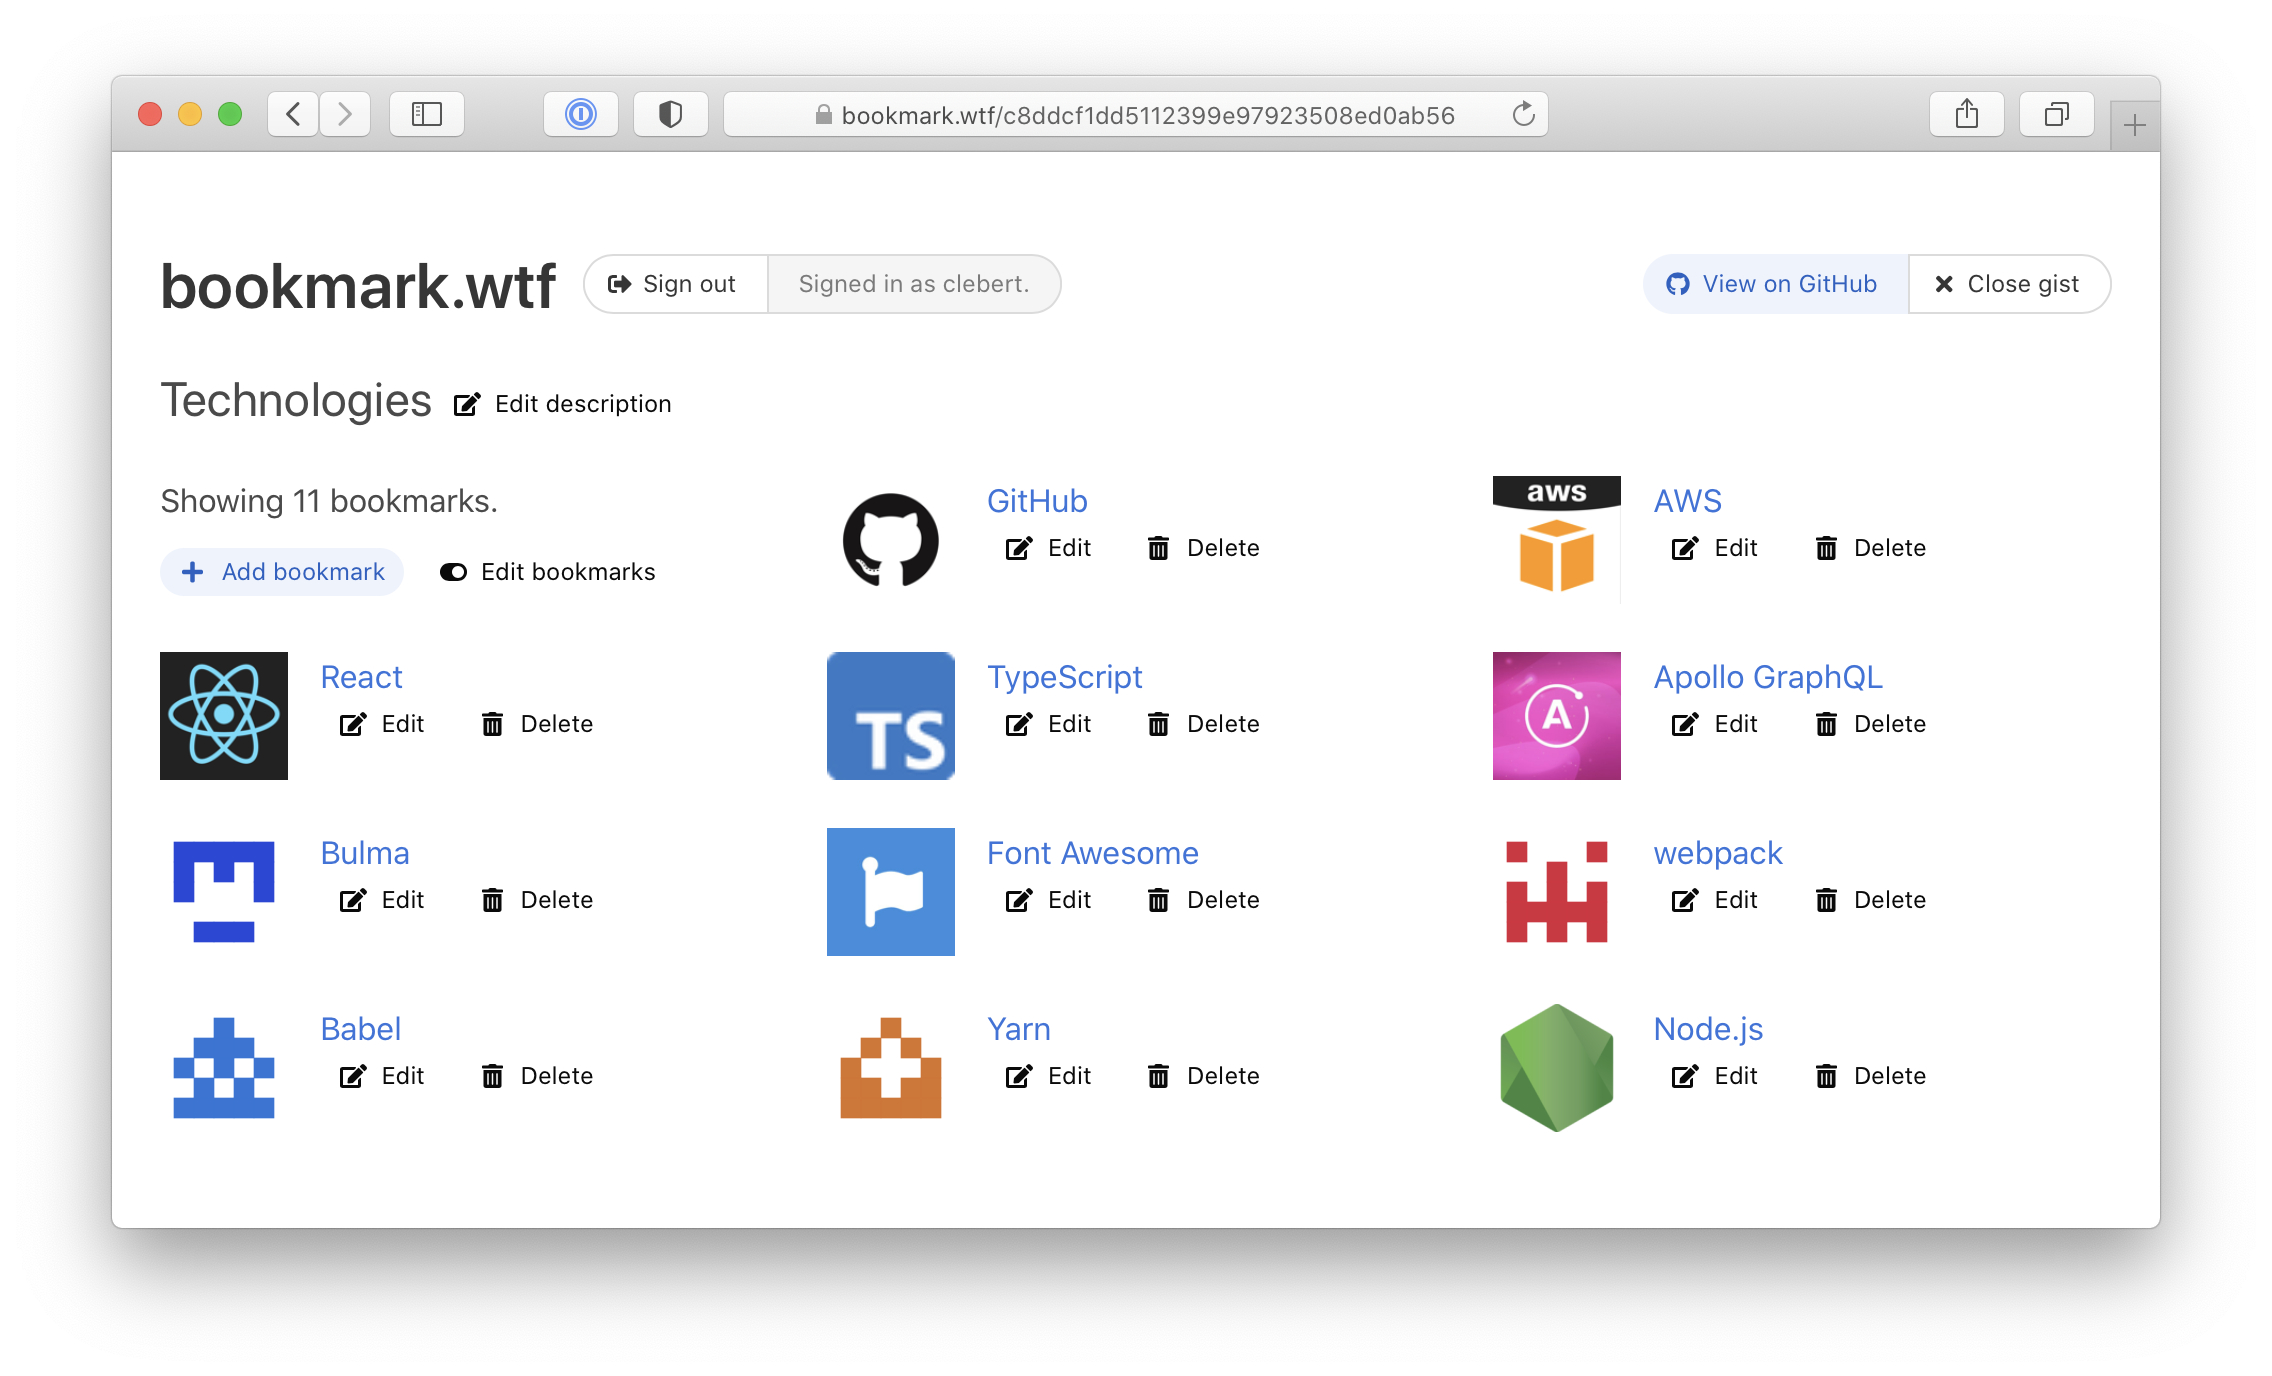 bookmark.wtf/c8ddcf1dd5112399e97923508ed0ab56
bookmark.wtf
Sign out
Signed in as clebert.
View on GitHub
Close gist
Technologies
Edit description
Showing 11 bookmarks.
Add bookmark
Edit bookmarks
GitHub
Edit
Delete
aws
AWS
Edit
Delete
React
Edit
Delete
TS
TypeScript
Edit
Delete
A
Apollo GraphQL
Edit
Delete
Bulma
Edit
Delete
Font Awesome
Edit
Delete
webpack
Edit
Delete
Babel
Edit
Delete
Yarn
Edit
Delete
Node.js
Edit
Delete